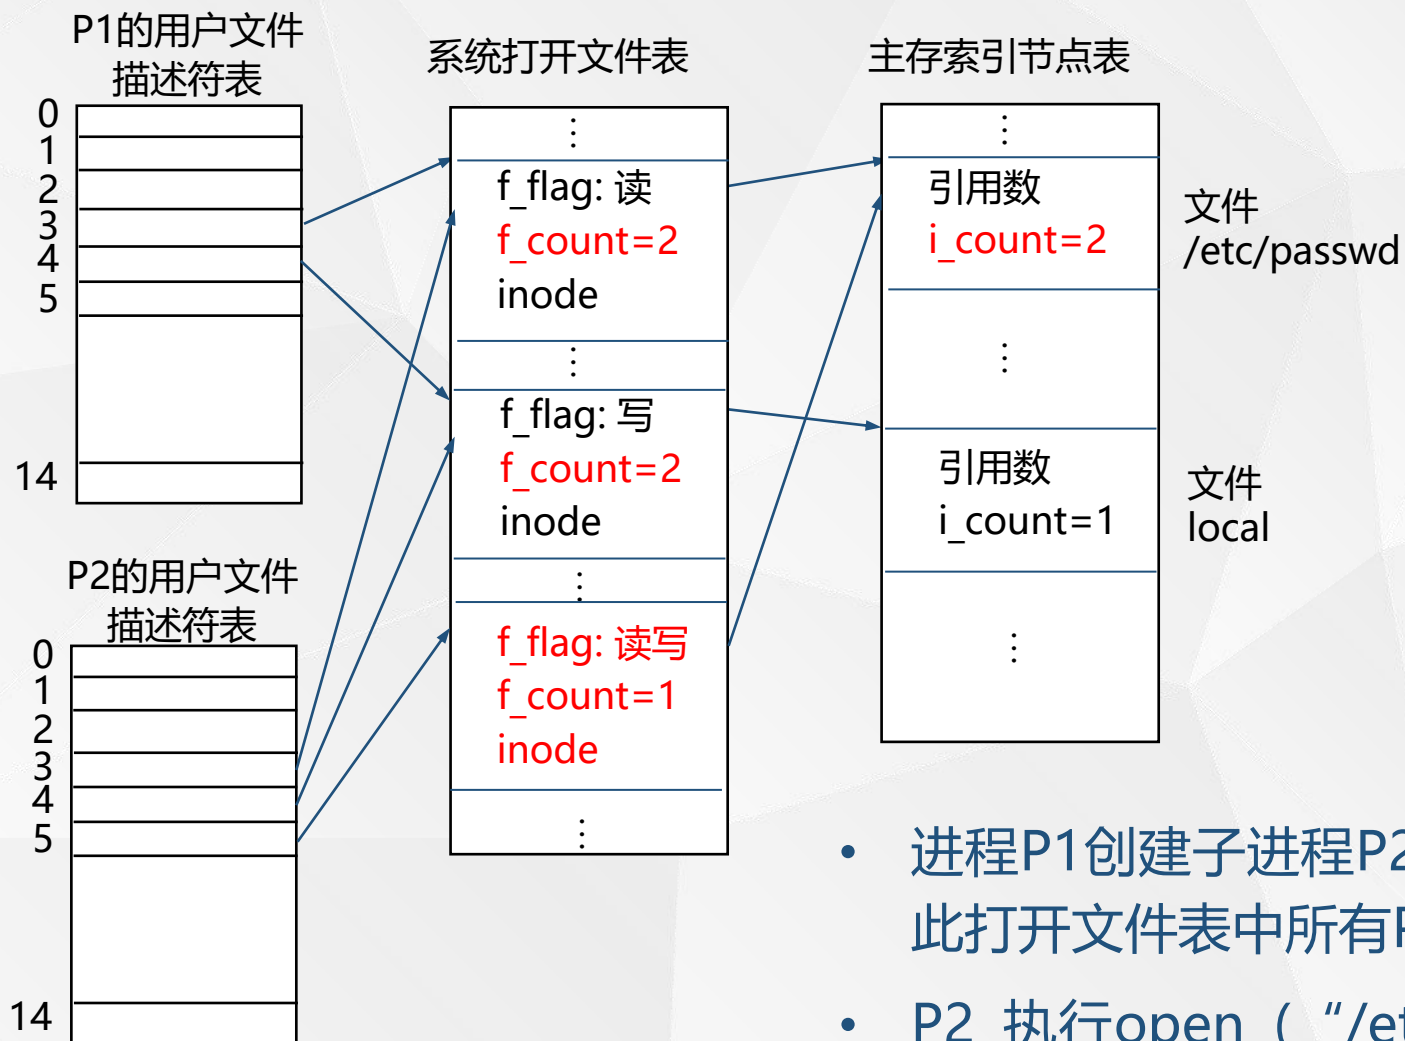 P1的用户文件
描述符表
0
1
2
3
4
5
14
P2的用户文件
描述符表
0
1
2
3
4
5
14
系统打开文件表
⋮
f_flag: 读
f_count=2
inode
⋮
f_flag: 写
f_count=2
inode
⋮
f_flag: 读写
f_count=1
inode
⋮
主存索引节点表
⋮
引用数
i_count=2
⋮
引用数
i_count=1
⋮
文件
/etc/passwd
文件
local
• 进程P1创建子进程P2
此打开文件表中所有P
• P2 执行open（“/et